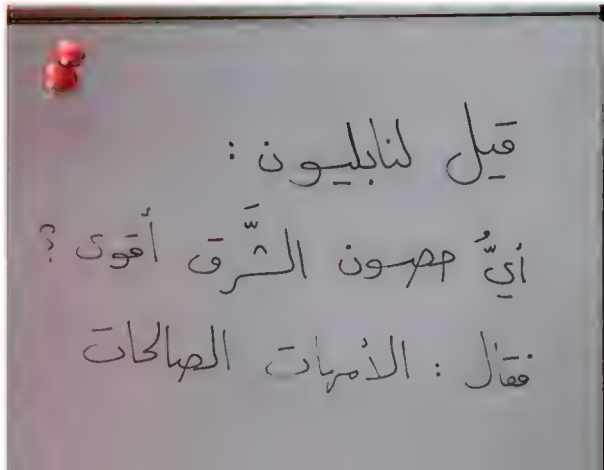 قيل لنابليون :
أيُّ حصون الشَّرق أقوى ؟
فقال : الأمهات الصالحات